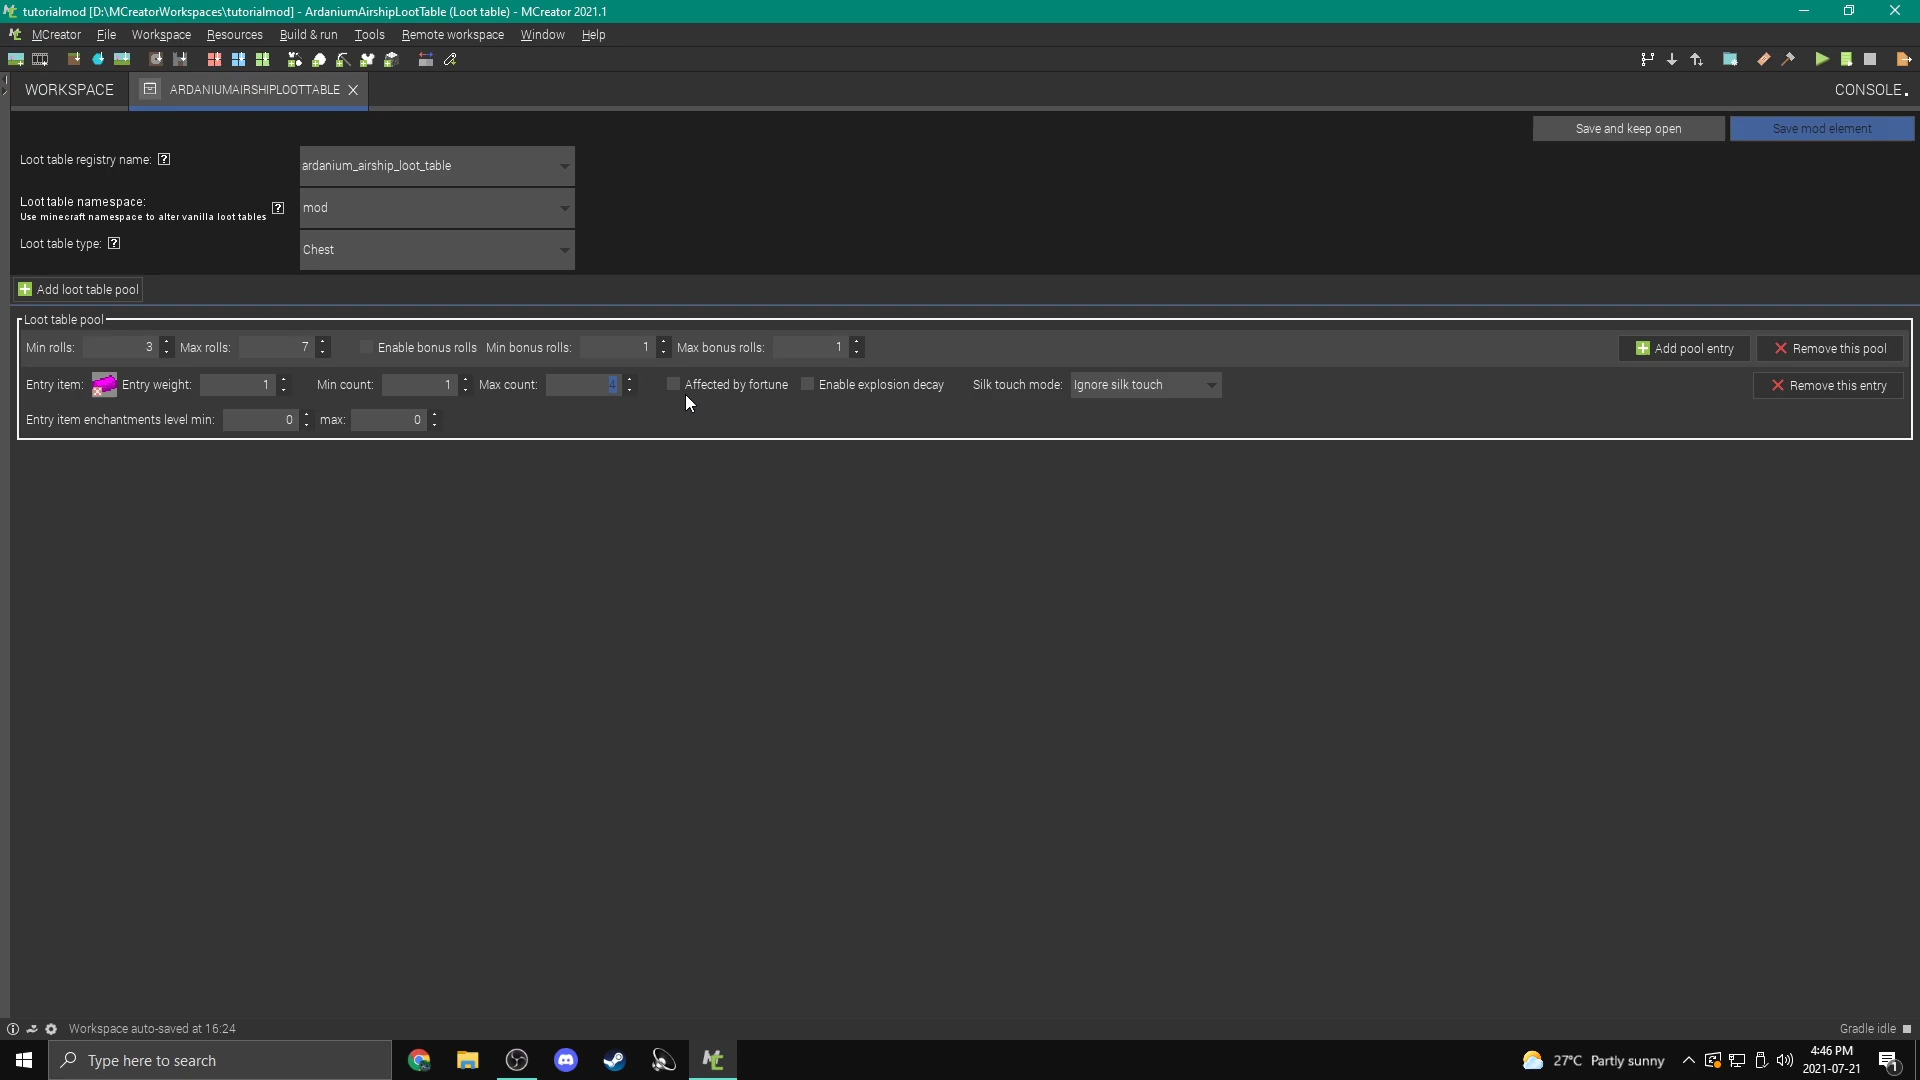 tutorialmod [D:\MCreatorWorkspaces\tutorialmod] - ArdaniumAirshipLootTable (Loot table) - MCreator 2021.1
MCreator File Workspace Resources Build & run Tools Remote workspace Window Help
WORKSPACE ARDANIUMAIRSHIPLOOTTABLE CONSOLE
Save and keep open Save mod element
Loot table registry name: ? ardanium_airship_loot_table
Loot table namespace:
Use minecraft namespace to alter vanilla loot tables ? mod
Loot table type: ? Chest
Add loot table pool
Loot table pool
Min rolls: 3 Max rolls: 7 Enable bonus rolls Min bonus rolls: 1 Max bonus rolls: 1 Add pool entry Remove this pool
Entry item: Entry weight: 1 Min count: 1 Max count: 4 Affected by fortune Enable explosion decay Silk touch mode: Ignore silk touch Remove this entry
Entry item enchantments level min: 0 max: 0
Workspace auto-saved at 16:24 Gradle idle
Type here to search 27°C Partly sunny 4:46 PM
2021-07-21 1